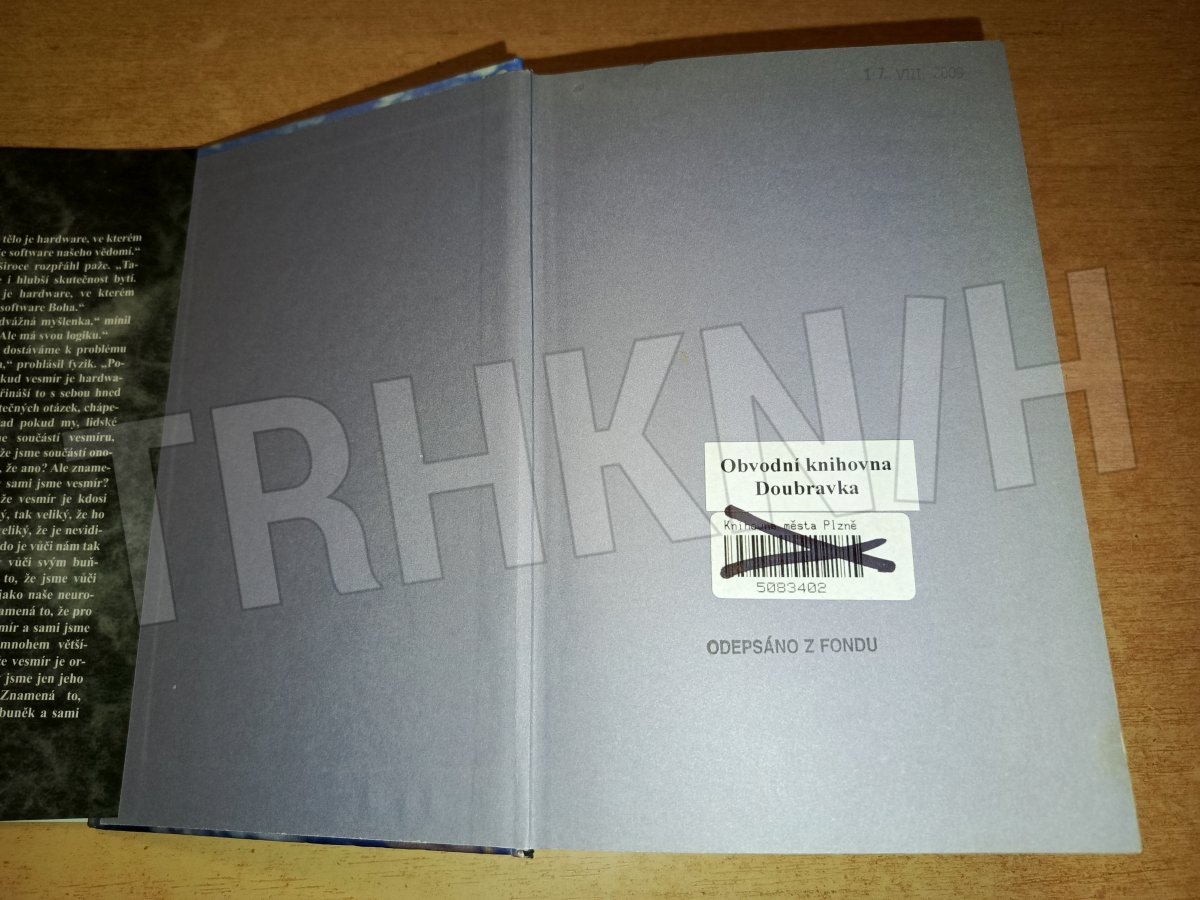 tělo je hardware, ve kterém
e software našeho vědomí.“
široce rozpřáhl paže. „Ta-
e i hlubší skutečnost bytí.
je hardware, ve kterém
software Boha.“
dvážná myšlenka,“ mínil
Ale má svou logiku.“
dostáváme k problému
,“ prohlásil fyzik. „Po-
kud vesmír je hardwa-
řináší to s sebou hned
tečných otázek, chápe-
ad pokud my, lidské
e součástí vesmíru,
že jsme součástí ono-
, že ano? Ale zname-
sami jsme vesmír?
že vesmír je kdosi
ý, tak veliký, že ho
veliký, že je nevidi-
do je vůči nám tak
vůči svým buň-
to, že jsme vůči
jako naše neuro-
amená to, že pro
mír a sami jsme
mnohem větší-
e vesmír je or-
jsme jen jeho
Znamená to,
buněk a sami
17. VIII. 2009
Obvodní knihovna
Doubravka
Knihovna města Plzně
5083402
ODEPSÁNO Z FONDU
TRHKNIH